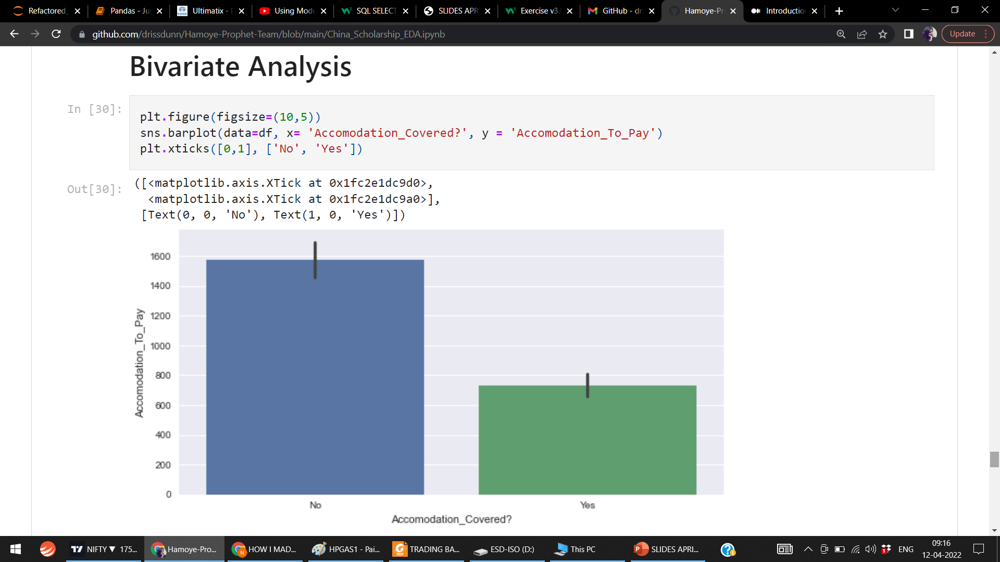 Refactored_
Pandas - Ju
Ultimatix - D
Using Modu
SQL SELECT
SLIDES APR
Exercise v3.
GitHub - dri
Hamoye-Pr
Introduction
github.com/drissdunn/Hamoye-Prophet-Team/blob/main/China_Scholarship_EDA.ipynb
Update
Bivariate Analysis
In [30]:
plt.figure(figsize=(10,5))
sns.barplot(data=df, x= 'Accomodation_Covered?', y = 'Accomodation_To_Pay')
plt.xticks([0,1], ['No', 'Yes'])
Out[30]:
([<matplotlib.axis.XTick at 0x1fc2e1dc9d0>,
<matplotlib.axis.XTick at 0x1fc2e1dc9a0>],
[Text(0, 0, 'No'), Text(1, 0, 'Yes')])
Accomodation_To_Pay
1600
1400
1200
1000
800
600
400
200
0
No
Yes
Accomodation_Covered?
NIFTY ▼ 175...
Hamoye-Pro...
HOW I MAD...
HPGAS1 - Pai...
TRADING BA...
ESD-ISO (D:)
This PC
SLIDES APRI...
ENG
09:16
12-04-2022